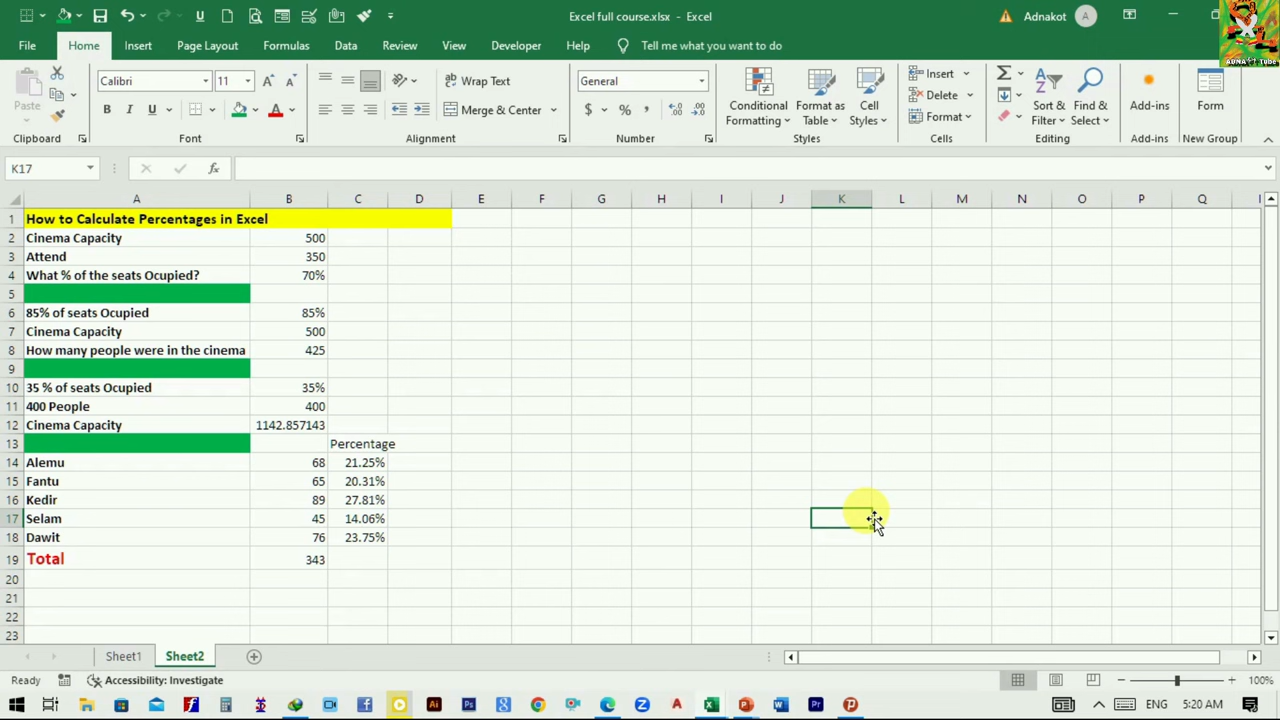 Excel full course.xlsx - Excel
Adnakot
A
ADNAKOT Tube
File Home Insert Page Layout Formulas Data Review View Developer Help Tell me what you want to do
Paste
Clipboard
Calibri 11
B I U A
Font
Wrap Text
Merge & Center
Alignment
General
$ % ,
Number
Conditional Formatting
Format as Table
Cell Styles
Styles
Insert
Delete
Format
Cells
Sort & Filter
Find & Select
Editing
Add-ins
Add-ins
Form
New Group
K17 fx
A B C D E F G H I J K L M N O P Q
1 How to Calculate Percentages in Excel
2 Cinema Capacity 500
3 Attend 350
4 What % of the seats Ocupied? 70%
5
6 85% of seats Ocupied 85%
7 Cinema Capacity 500
8 How many people were in the cinema 425
9
10 35 % of seats Ocupied 35%
11 400 People 400
12 Cinema Capacity 1142.857143
13 Percentage
14 Alemu 68 21.25%
15 Fantu 65 20.31%
16 Kedir 89 27.81%
17 Selam 45 14.06%
18 Dawit 76 23.75%
19 Total 343
20
21
22
23
Sheet1 Sheet2
Ready Accessibility: Investigate 100%
ENG 5:20 AM